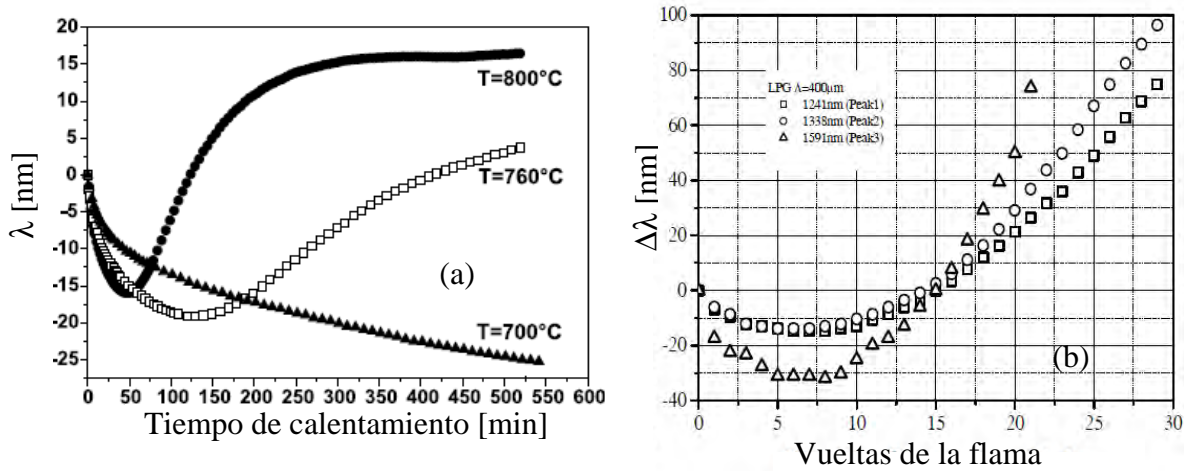 20
15
10
5
0
-5
-10
-15
-20
-25
λ [nm]
T=800°C
T=760°C
(a)
T=700°C
0 50 100 150 200 250 300 350 400 450 500 550 600
Tiempo de calentamiento [min]
100
80
60
40
20
0
-20
-40
Δλ [nm]
LPG Λ=400µm
1241nm (Peak1)
1338nm (Peak2)
1591nm (Peak3)
(b)
0 5 10 15 20 25 30
Vueltas de la flama